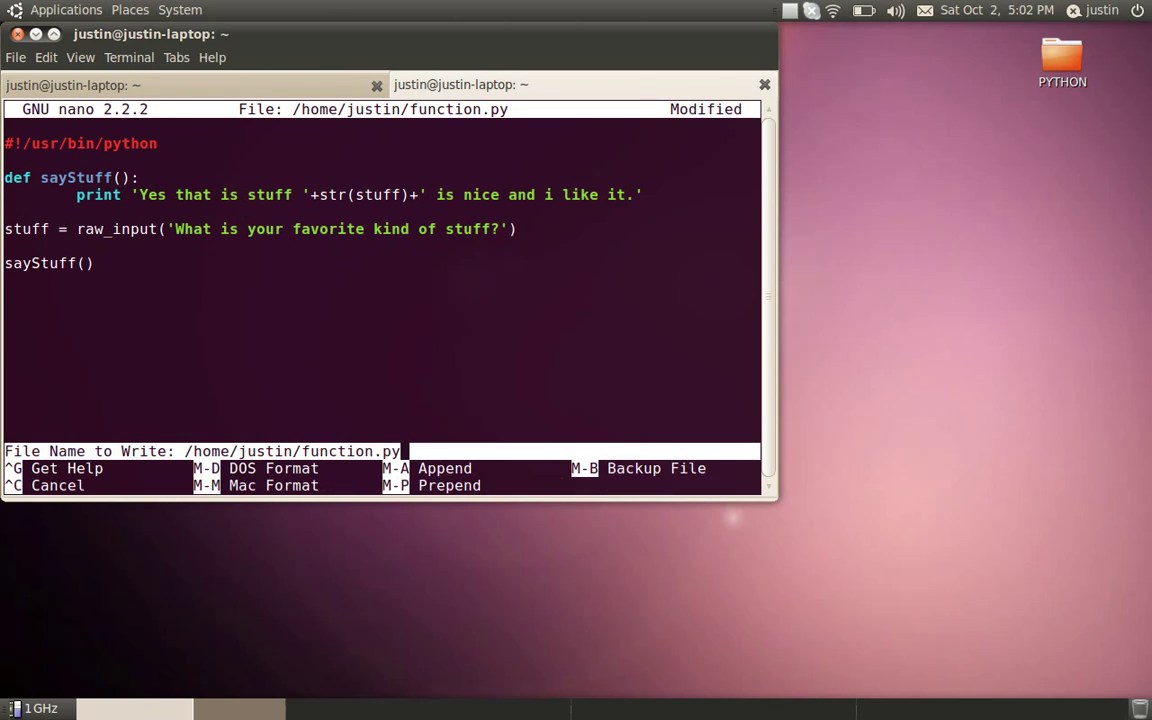 Applications Places System Sat Oct 2, 5:02 PM justin
justin@justin-laptop: ~
File Edit View Terminal Tabs Help
justin@justin-laptop: ~ justin@justin-laptop: ~
GNU nano 2.2.2 File: /home/justin/function.py Modified
#!/usr/bin/python
def sayStuff():
print 'Yes that is stuff '+str(stuff)+' is nice and i like it.'
stuff = raw_input('What is your favorite kind of stuff?')
sayStuff()
File Name to Write: /home/justin/function.py
^G Get Help M-D DOS Format M-A Append M-B Backup File
^C Cancel M-M Mac Format M-P Prepend
PYTHON
1 GHz